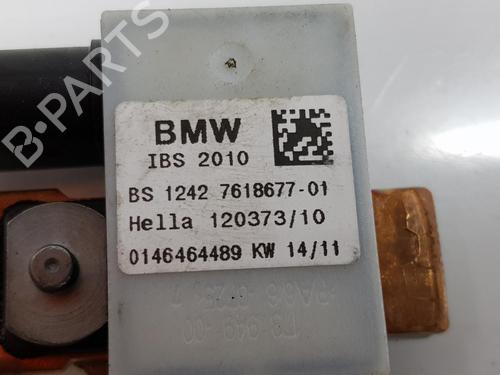 BMW
IBS 2010
BS 1242 7618677-01
Hella 120373/10
0146464489 KW 14/11
B-PARTS